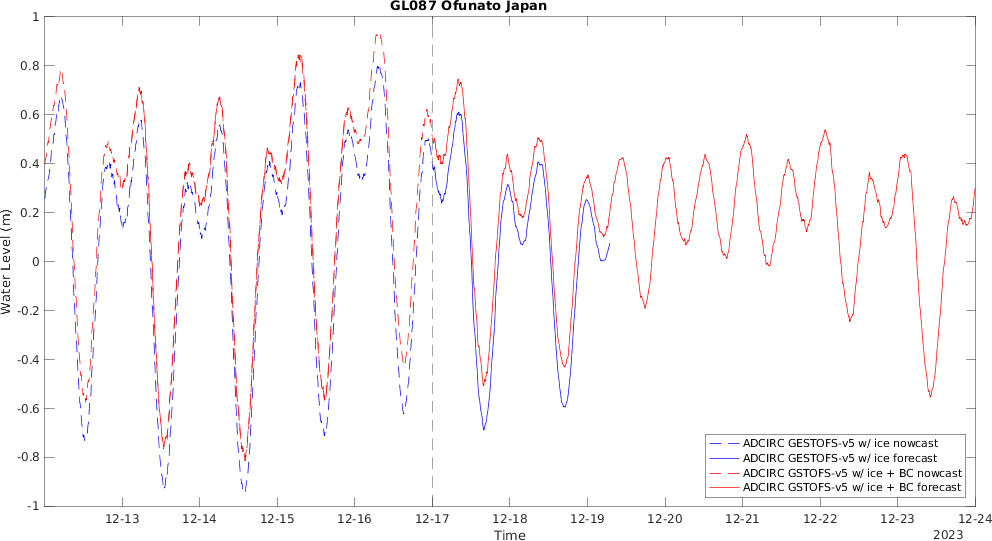 GL087 Ofunato Japan
Water Level (m)
1
0.8
0.6
0.4
0.2
0
-0.2
-0.4
-0.6
-0.8
-1
12-13 12-14 12-15 12-16 12-17 12-18 12-19 12-20 12-21 12-22 12-23 12-24
Time
2023
ADCIRC GESTOFS-v5 w/ ice nowcast
ADCIRC GESTOFS-v5 w/ ice forecast
ADCIRC GSTOFS-v5 w/ ice + BC nowcast
ADCIRC GSTOFS-v5 w/ ice + BC forecast